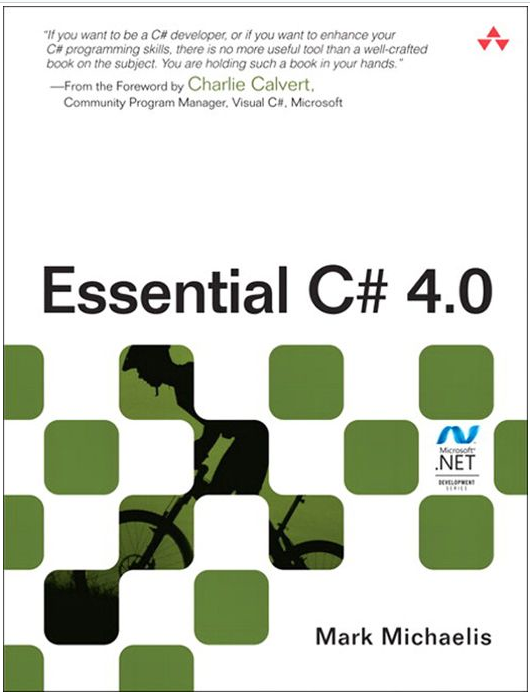 "If you want to be a C# developer, or if you want to enhance your
C# programming skills, there is no more useful tool than a well-crafted
book on the subject. You are holding such a book in your hands."
—From the Foreword by Charlie Calvert,
Community Program Manager, Visual C#, Microsoft
Essential C# 4.0
Microsoft®
.NET
DEVELOPMENT
SERIES
Mark Michaelis